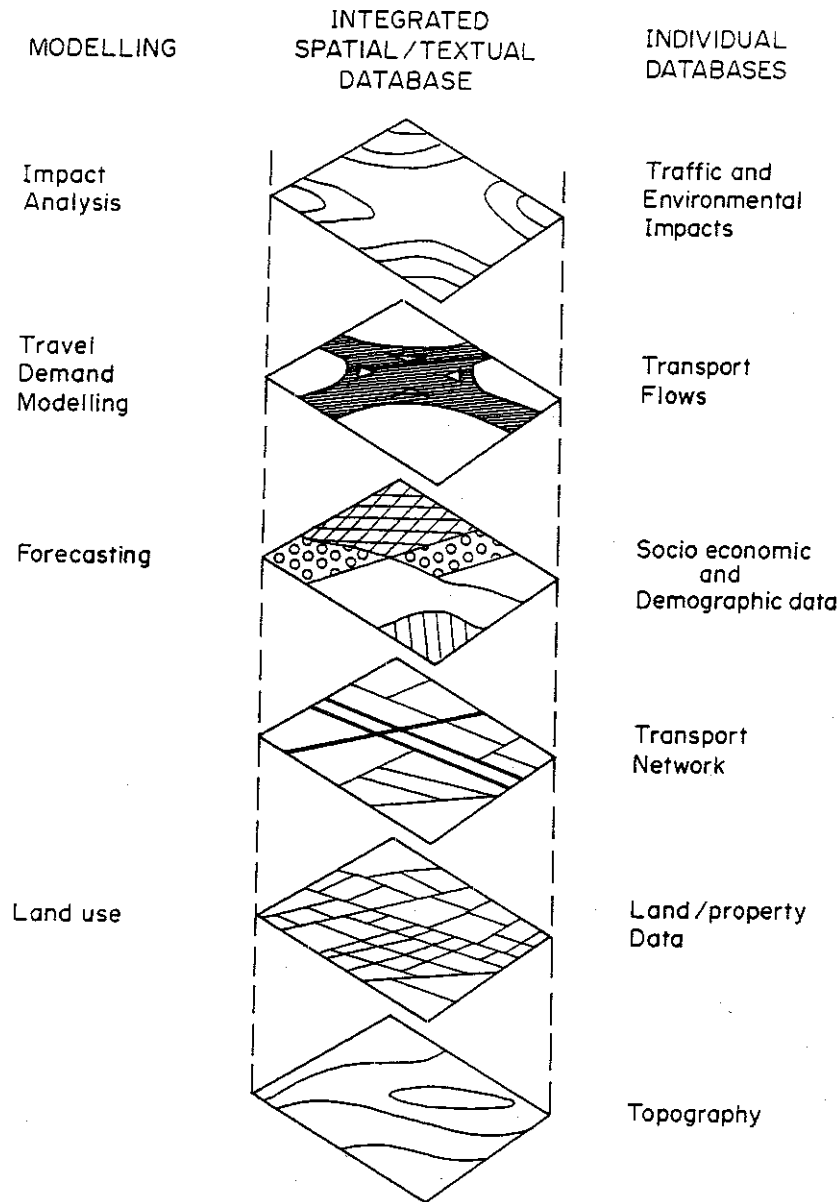 MODELLING
INTEGRATED
SPATIAL/TEXTUAL
DATABASE
INDIVIDUAL
DATABASES
Impact
Analysis
Traffic and
Environmental
Impacts
Travel
Demand
Modelling
Transport
Flows
Forecasting
Socio economic
and
Demographic data
Transport
Network
Land use
Land/property
Data
Topography